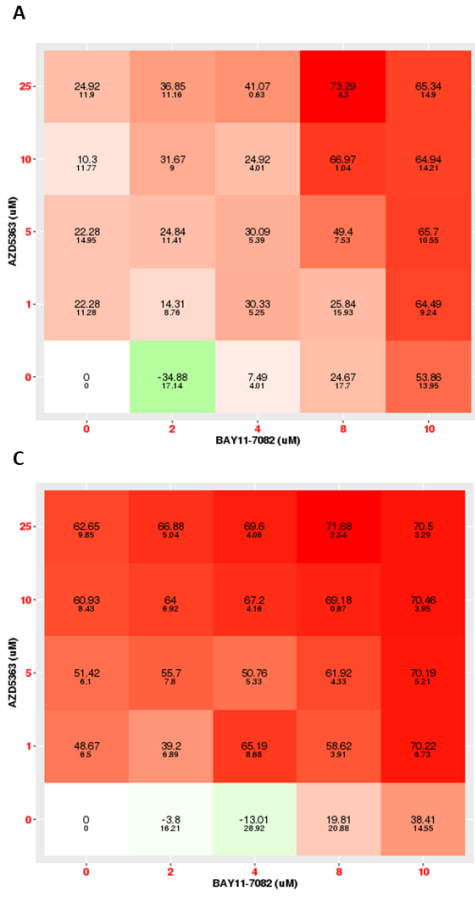 A
25
24.92 36.85 41.07 73.29 65.34
11.9 11.16 0.63 4.3 14.9
10
10.3 31.67 24.92 66.97 64.94
11.77 9 4.01 1.04 14.21
5
22.28 24.84 30.09 49.4 65.7
14.95 11.41 5.39 7.53 10.55
1
22.28 14.31 30.33 25.84 64.49
11.28 8.76 5.25 15.93 9.24
0
0 -34.88 7.49 24.67 53.86
0 17.14 4.01 17.7 13.95
AZD5363 (uM)
0 2 4 8 10
BAY11-7082 (uM)
C
25
62.65 66.88 69.6 71.68 70.5
9.85 5.04 4.08 2.54 3.29
10
60.93 64 67.2 69.18 70.46
8.43 6.92 4.16 0.87 3.95
5
51.42 55.7 50.76 61.92 70.19
6.1 7.8 5.33 4.33 5.21
1
48.67 39.2 65.19 58.62 70.22
6.5 6.89 8.68 3.91 6.73
0
0 -3.8 -13.01 19.81 38.41
0 16.21 28.92 20.88 14.55
AZD5363 (uM)
0 2 4 8 10
BAY11-7082 (uM)